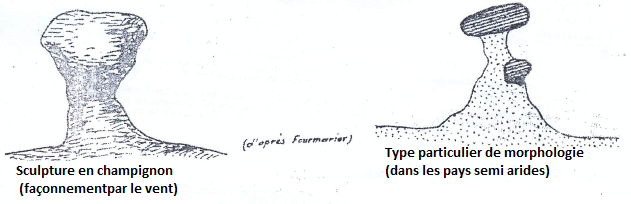 (d'après Fourmarier)
Sculpture en champignon
(façonnementpar le vent)
Type particulier de morphologie
(dans les pays semi arides)